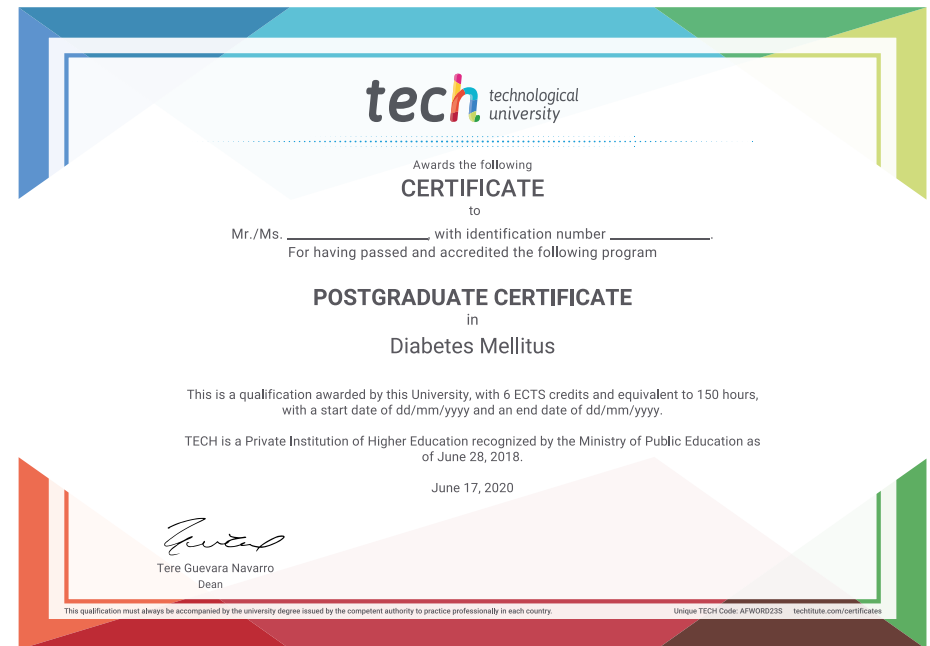 tech technological
university
Awards the following
CERTIFICATE
to
Mr./Ms. ____________________, with identification number ______________.
For having passed and accredited the following program
POSTGRADUATE CERTIFICATE
in
Diabetes Mellitus
This is a qualification awarded by this University, with 6 ECTS credits and equivalent to 150 hours,
with a start date of dd/mm/yyyy and an end date of dd/mm/yyyy.
TECH is a Private Institution of Higher Education recognized by the Ministry of Public Education as
of June 28, 2018.
June 17, 2020
Tere Guevara Navarro
Dean
This qualification must always be accompanied by the university degree issued by the competent authority to practice professionally in each country.
Unique TECH Code: AFWORD23S techtitute.com/certificates